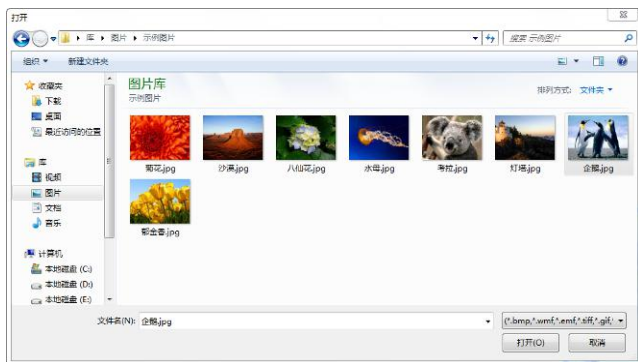 打开
库 ▸ 图片 ▸ 示例图片
搜索 示例图片
组织 新建文件夹
收藏夹
下载
桌面
最近访问的位置
库
视频
图片
文档
音乐
计算机
本地磁盘 (C:)
本地磁盘 (D:)
本地磁盘 (E:)
图片库
示例图片
排列方式: 文件夹
菊花.jpg 沙漠.jpg 八仙花.jpg 水母.jpg 考拉.jpg 灯塔.jpg 企鹅.jpg
郁金香.jpg
文件名(N): 企鹅.jpg
(*.bmp,*.wmf,*.emf,*.tiff,*.gif,
打开(O) 取消